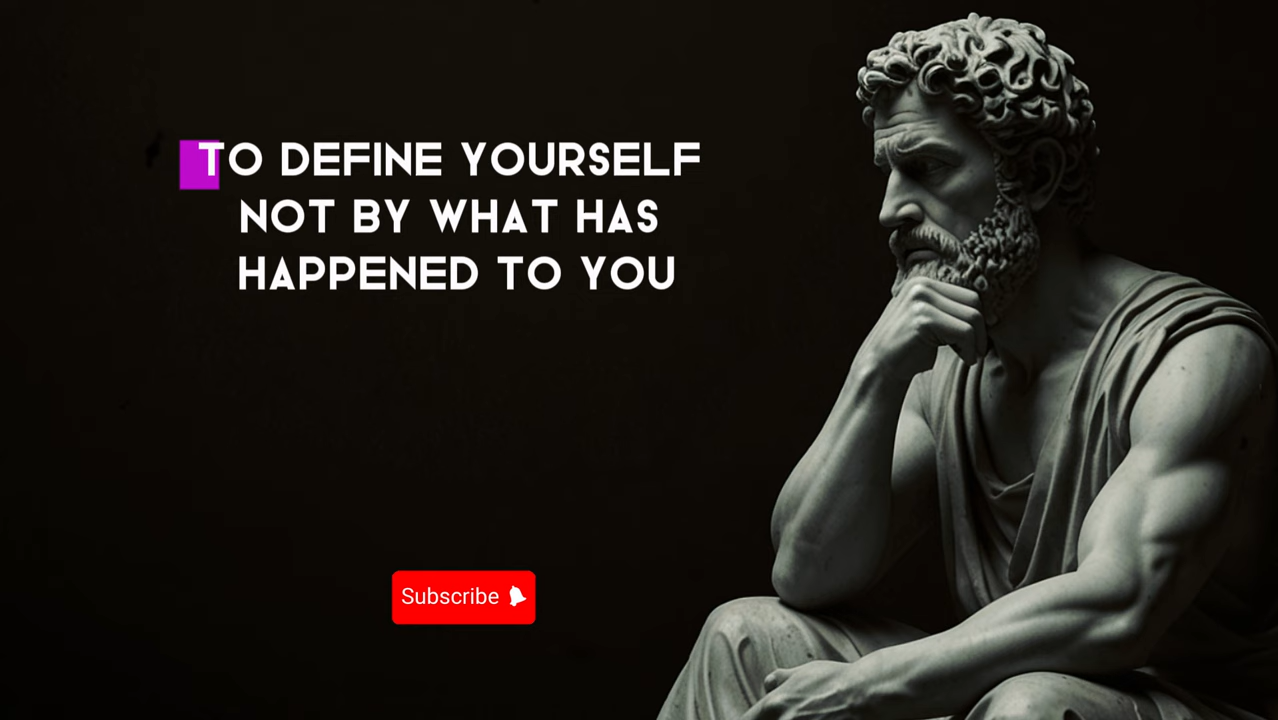 TO DEFINE YOURSELF
NOT BY WHAT HAS
HAPPENED TO YOU
Subscribe